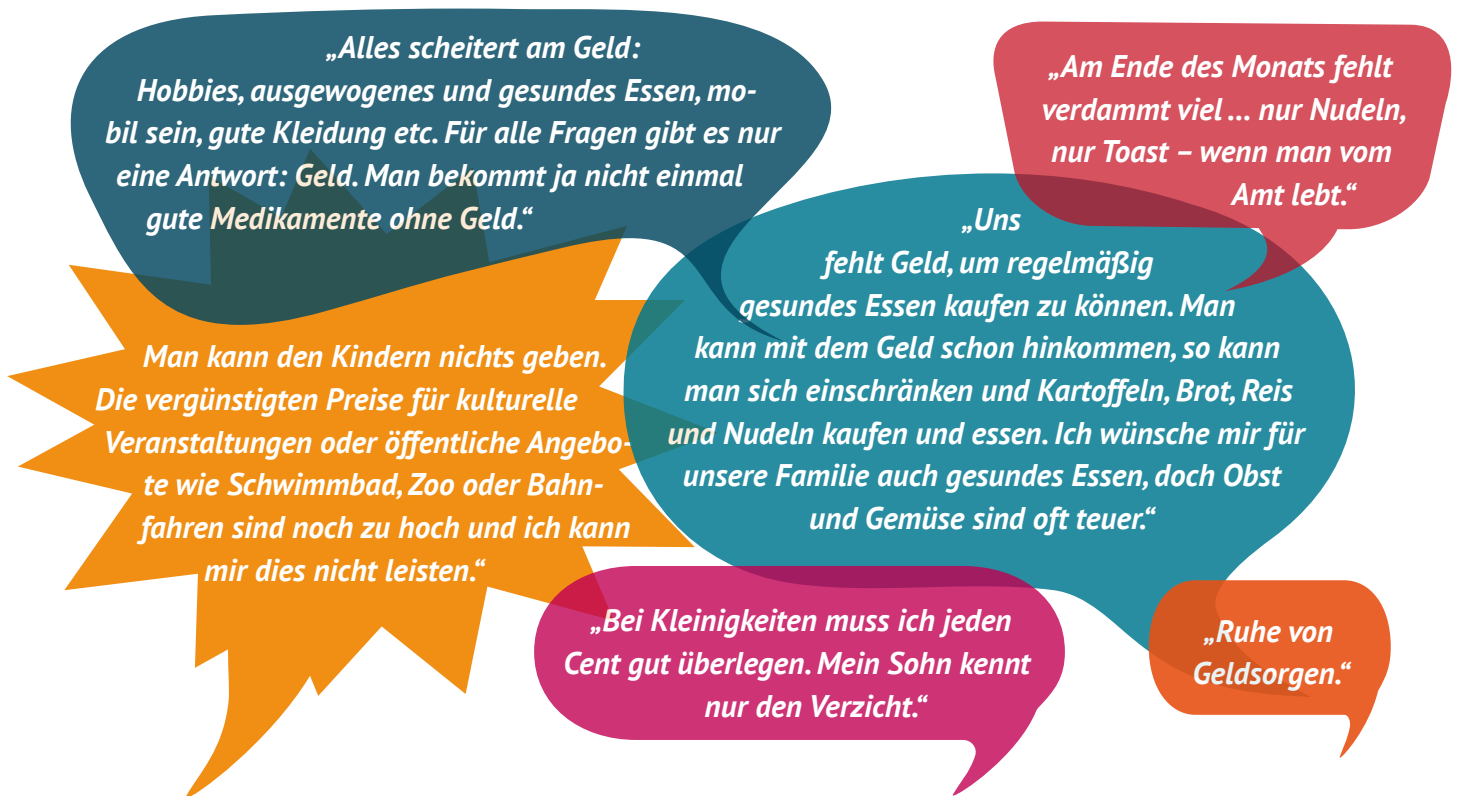 „Alles scheitert am Geld:
Hobbies, ausgewogenes und gesundes Essen, mo-
bil sein, gute Kleidung etc. Für alle Fragen gibt es nur
eine Antwort: Geld. Man bekommt ja nicht einmal
gute Medikamente ohne Geld.“
„Am Ende des Monats fehlt
verdammt viel ... nur Nudeln,
nur Toast – wenn man vom
Amt lebt.“
„Uns
fehlt Geld, um regelmäßig
gesundes Essen kaufen zu können. Man
kann mit dem Geld schon hinkommen, so kann
man sich einschränken und Kartoffeln, Brot, Reis
und Nudeln kaufen und essen. Ich wünsche mir für
unsere Familie auch gesundes Essen, doch Obst
und Gemüse sind oft teuer.“
Man kann den Kindern nichts geben.
Die vergünstigten Preise für kulturelle
Veranstaltungen oder öffentliche Angebo-
te wie Schwimmbad, Zoo oder Bahn-
fahren sind noch zu hoch und ich kann
mir dies nicht leisten.“
„Bei Kleinigkeiten muss ich jeden
Cent gut überlegen. Mein Sohn kennt
nur den Verzicht.“
„Ruhe von
Geldsorgen.“